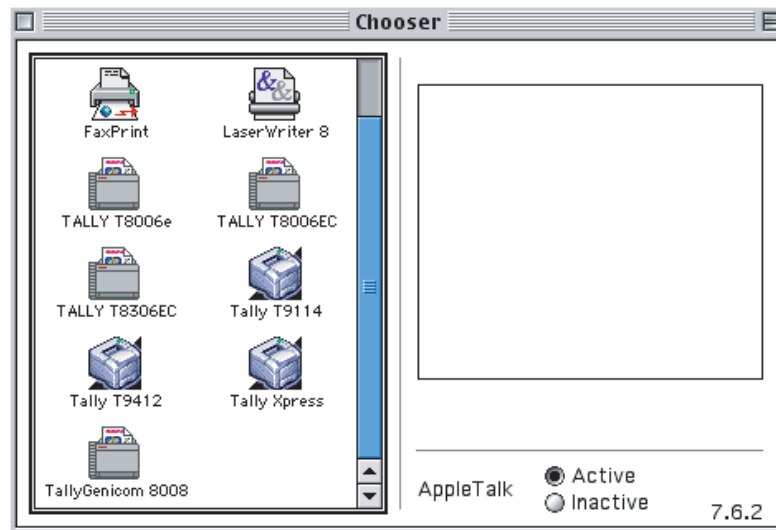 Chooser
FaxPrint
LaserWriter 8
TALLY T8006e
TALLY T8006EC
TALLY T8306EC
Tally T9114
Tally T9412
Tally Xpress
TallyGenicom 8008
AppleTalk
Active
Inactive
7.6.2